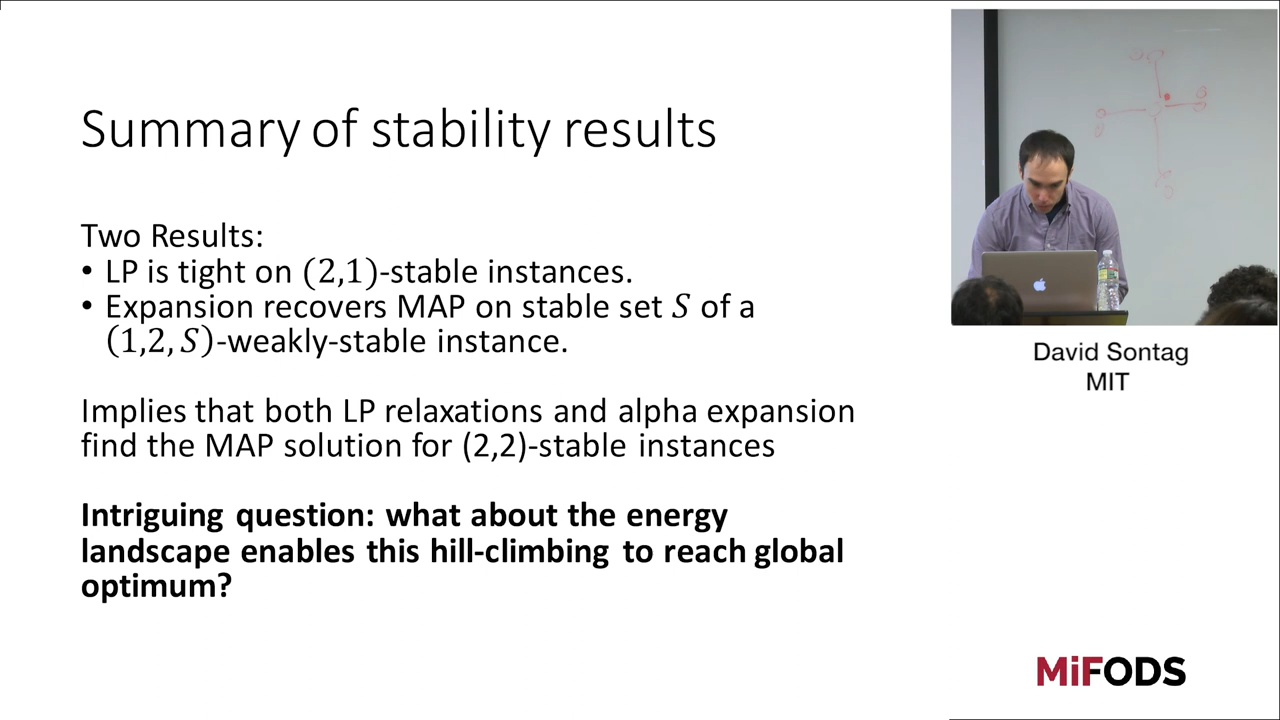 Summary of stability results
Two Results:
• LP is tight on (2,1)-stable instances.
• Expansion recovers MAP on stable set S of a
(1,2, S)-weakly-stable instance.
Implies that both LP relaxations and alpha expansion
find the MAP solution for (2,2)-stable instances
Intriguing question: what about the energy
landscape enables this hill-climbing to reach global
optimum?
David Sontag
MIT
MiFODS